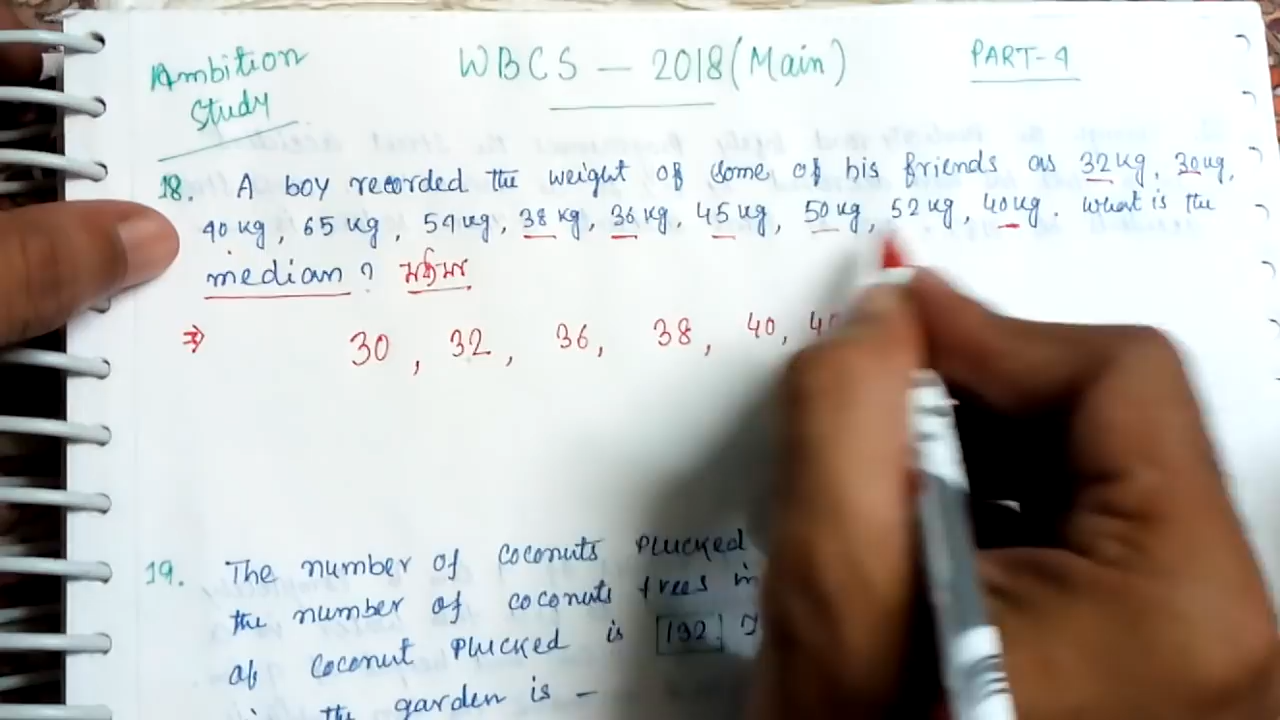 Ambition
Study
WBCS - 2018 (Main)
PART-4
18. A boy recorded the weight of some of his friends as 32 kg, 30 kg,
40 kg, 65 kg, 54 kg, 38 kg, 36 kg, 45 kg, 50 kg, 52 kg, 40 kg. What is the
median ?
⇒ 30, 32, 36, 38, 40, 40
19. The number of coconuts plucked
the number of coconuts trees in
of coconut plucked is 192
the garden is -